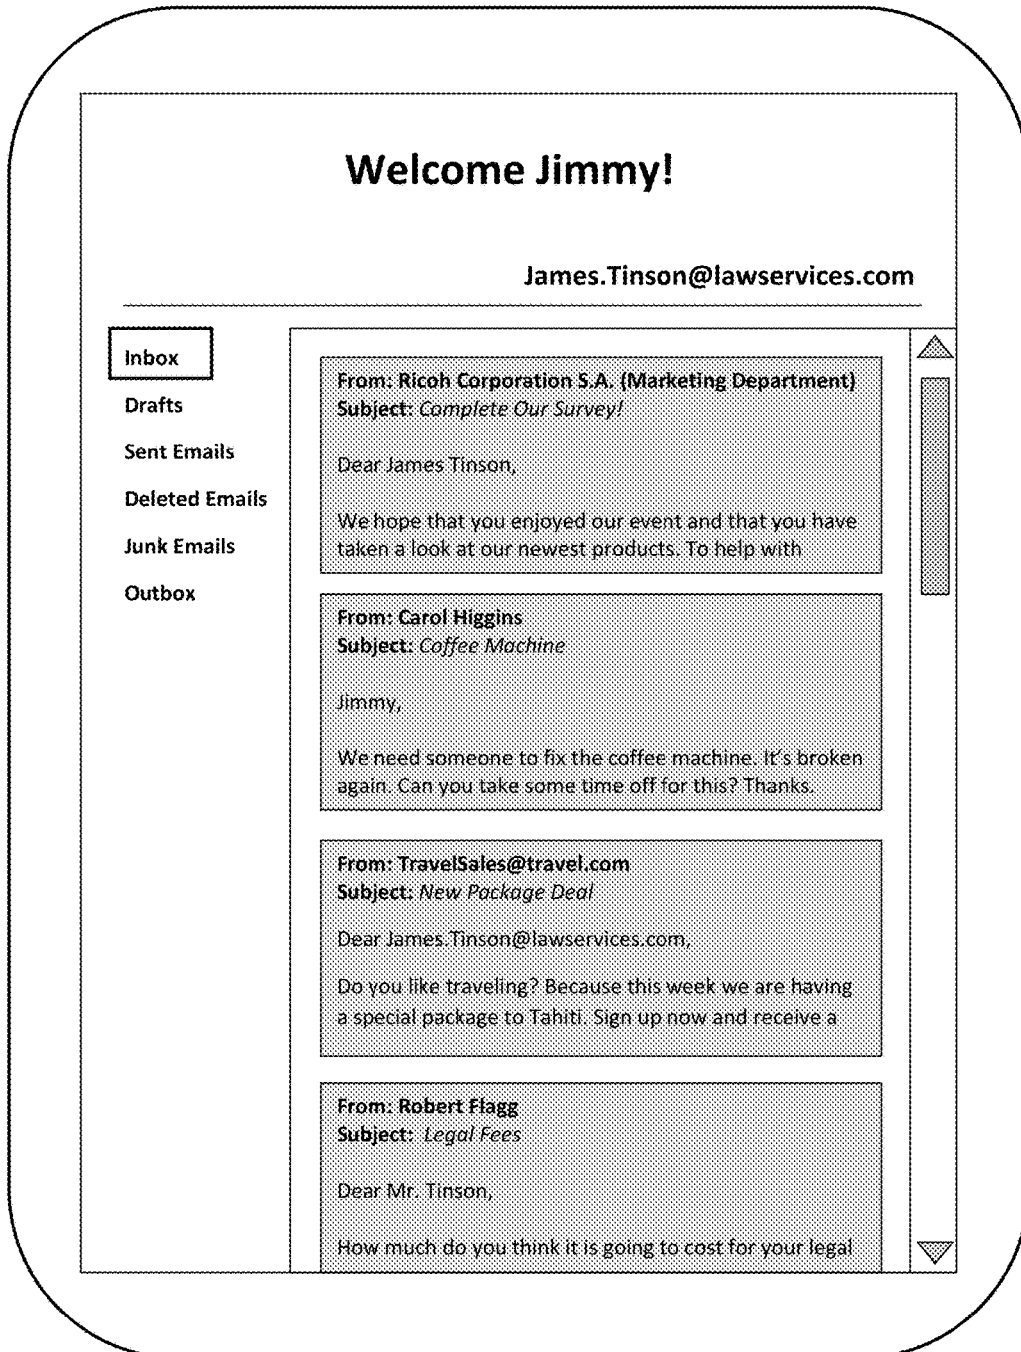 Welcome Jimmy!
James.Tinson@lawservices.com
Inbox
Drafts
Sent Emails
Deleted Emails
Junk Emails
Outbox
From: Ricoh Corporation S.A. (Marketing Department)
Subject: Complete Our Survey!
Dear James Tinson,
We hope that you enjoyed our event and that you have
taken a look at our newest products. To help with
From: Carol Higgins
Subject: Coffee Machine
Jimmy,
We need someone to fix the coffee machine. It's broken
again. Can you take some time off for this? Thanks.
From: TravelSales@travel.com
Subject: New Package Deal
Dear James.Tinson@lawservices.com,
Do you like traveling? Because this week we are having
a special package to Tahiti. Sign up now and receive a
From: Robert Flagg
Subject: Legal Fees
Dear Mr. Tinson,
How much do you think it is going to cost for your legal